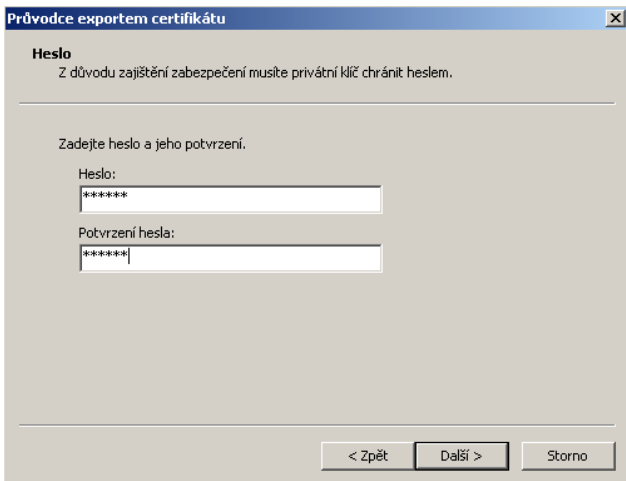 Průvodce exportem certifikátu
Heslo
Z důvodu zajištění zabezpečení musíte privátní klíč chránit heslem.
Zadejte heslo a jeho potvrzení.
Heslo:
******
Potvrzení hesla:
******
< Zpět
Další >
Storno